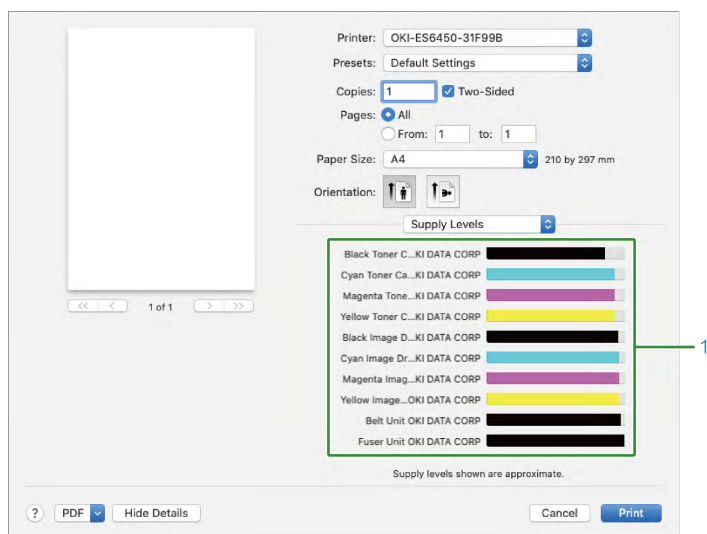 Printer: OKI-ES6450-31F99B
Presets: Default Settings
Copies: 1 Two-Sided
Pages: All
From: 1 to: 1
Paper Size: A4 210 by 297 mm
Orientation:
Supply Levels
Black Toner C...KI DATA CORP
Cyan Toner Ca...KI DATA CORP
Magenta Tone...KI DATA CORP
Yellow Toner C...KI DATA CORP
Black Image D...KI DATA CORP
Cyan Image Dr...KI DATA CORP
Magenta Imag...KI DATA CORP
Yellow Image...OKI DATA CORP
Belt Unit OKI DATA CORP
Fuser Unit OKI DATA CORP
1
Supply levels shown are approximate.
<< < 1 of 1 > >>
? PDF Hide Details Cancel Print